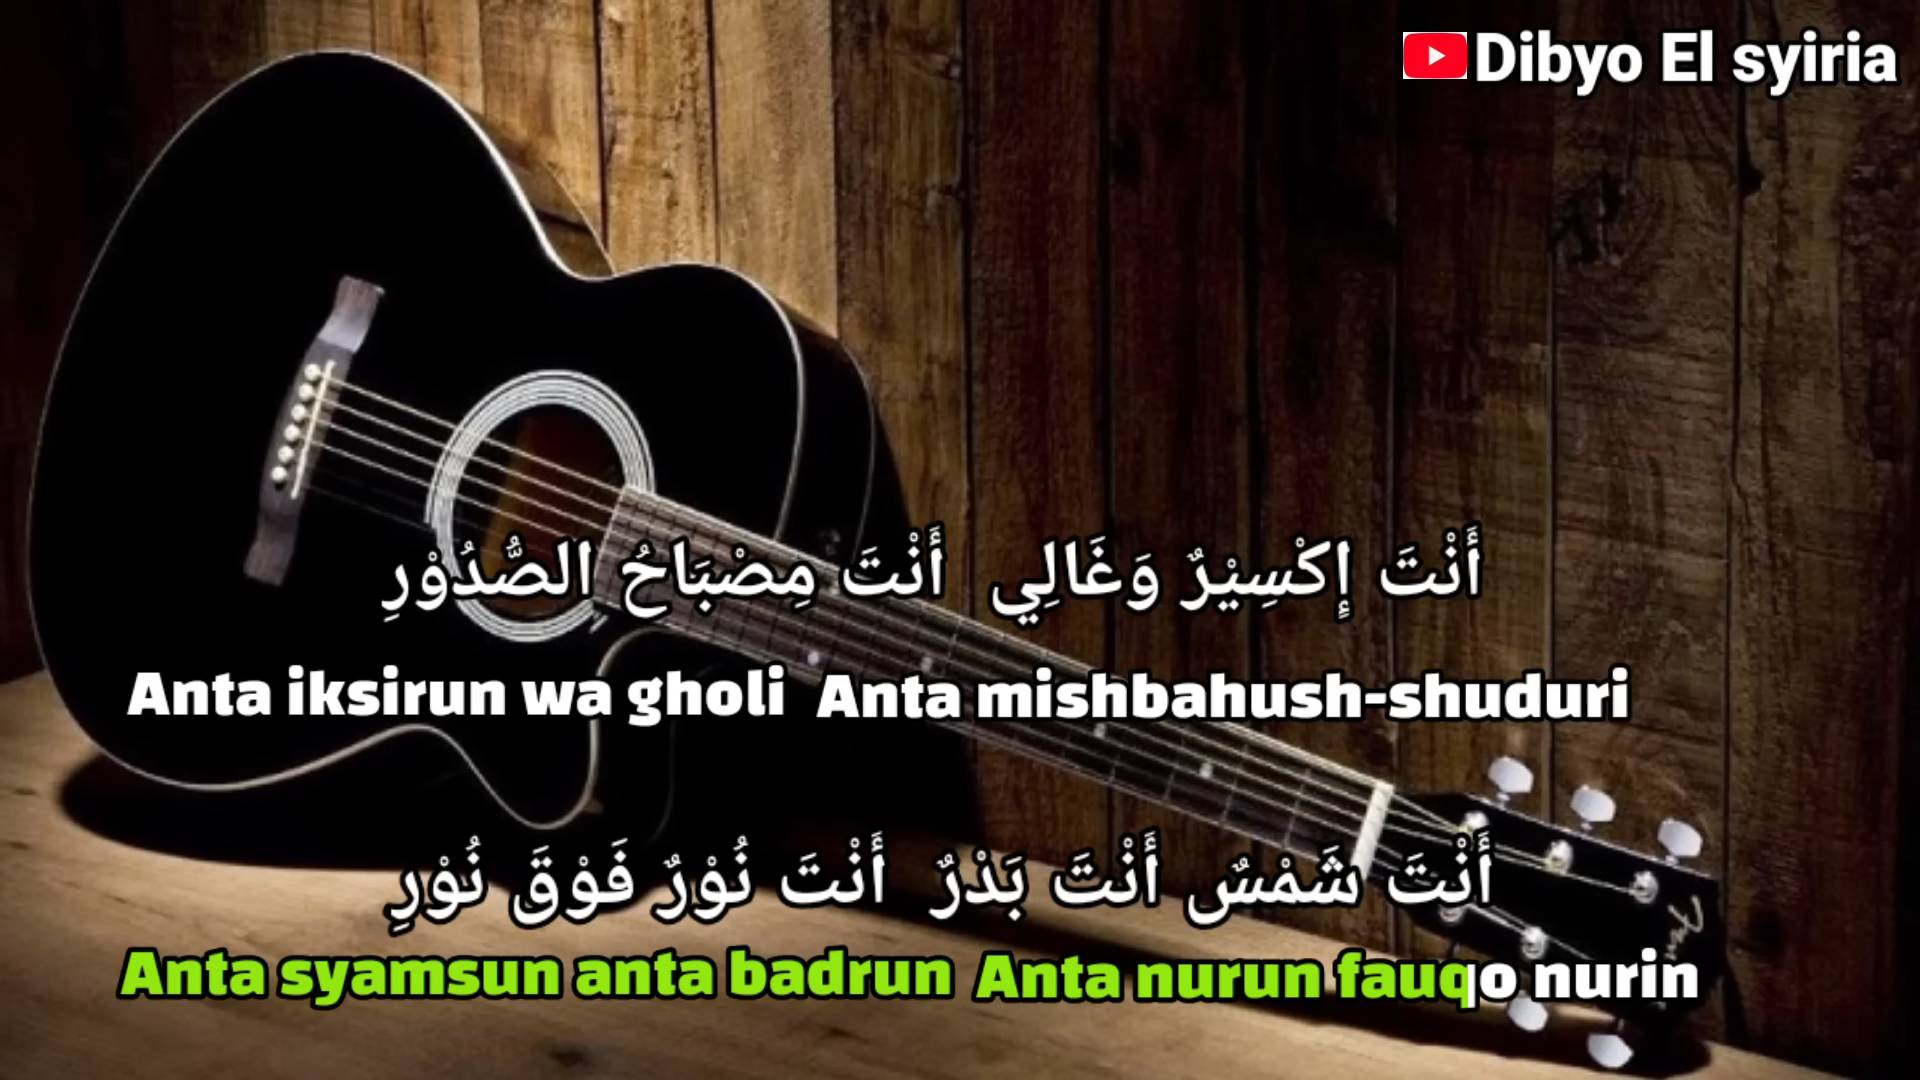 Dibyo El syiria
أَنْتَ إِكْسِيْرٌ وَغَالِي أَنْتَ مِصْبَاحُ الصُّدُوْرِ
Anta iksirun wa gholi Anta mishbahush-shuduri
أَنْتَ شَمْسٌ أَنْتَ بَدْرٌ أَنْتَ نُوْرٌ فَوْقَ نُوْرِ
Anta syamsun anta badrun Anta nurun fauqo nurin